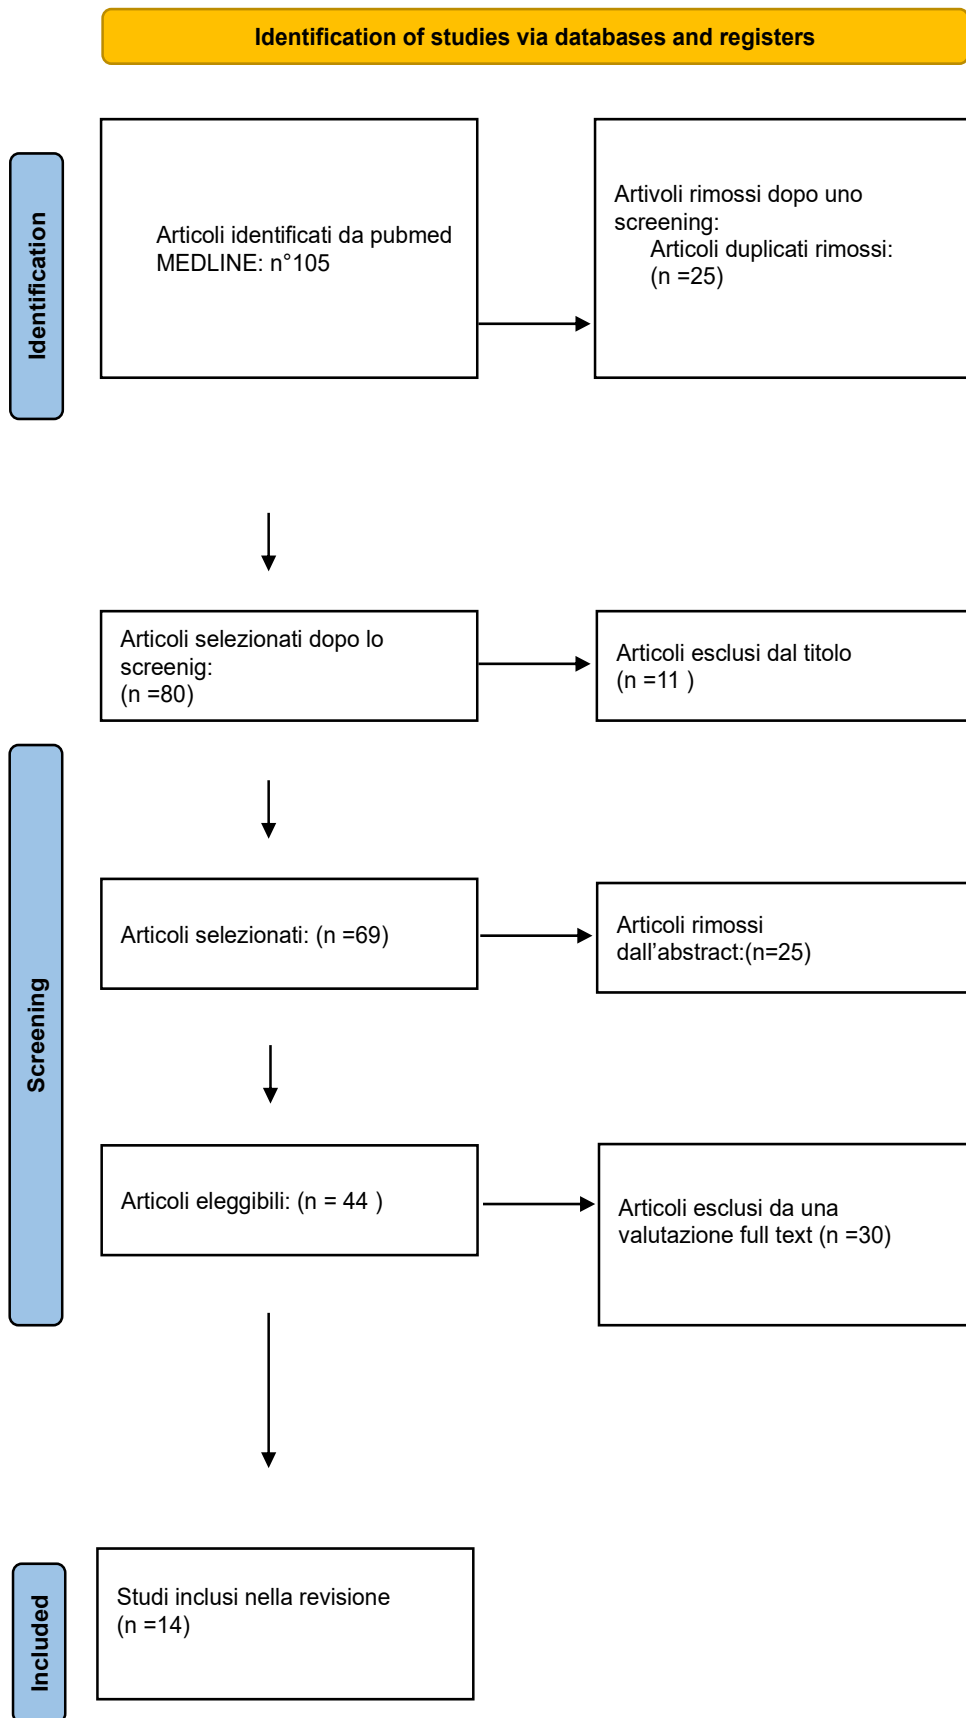 Identification of studies via databases and registers
Identification
Articoli identificati da pubmed
MEDLINE: n°105
Artivoli rimossi dopo uno
screening:
Articoli duplicati rimossi:
(n =25)
Articoli selezionati dopo lo
screenig:
(n =80)
Articoli esclusi dal titolo
(n =11 )
Screening
Articoli selezionati: (n =69)
Articoli rimossi
dall’abstract:(n=25)
Articoli eleggibili: (n = 44 )
Articoli esclusi da una
valutazione full text (n =30)
Included
Studi inclusi nella revisione
(n =14)